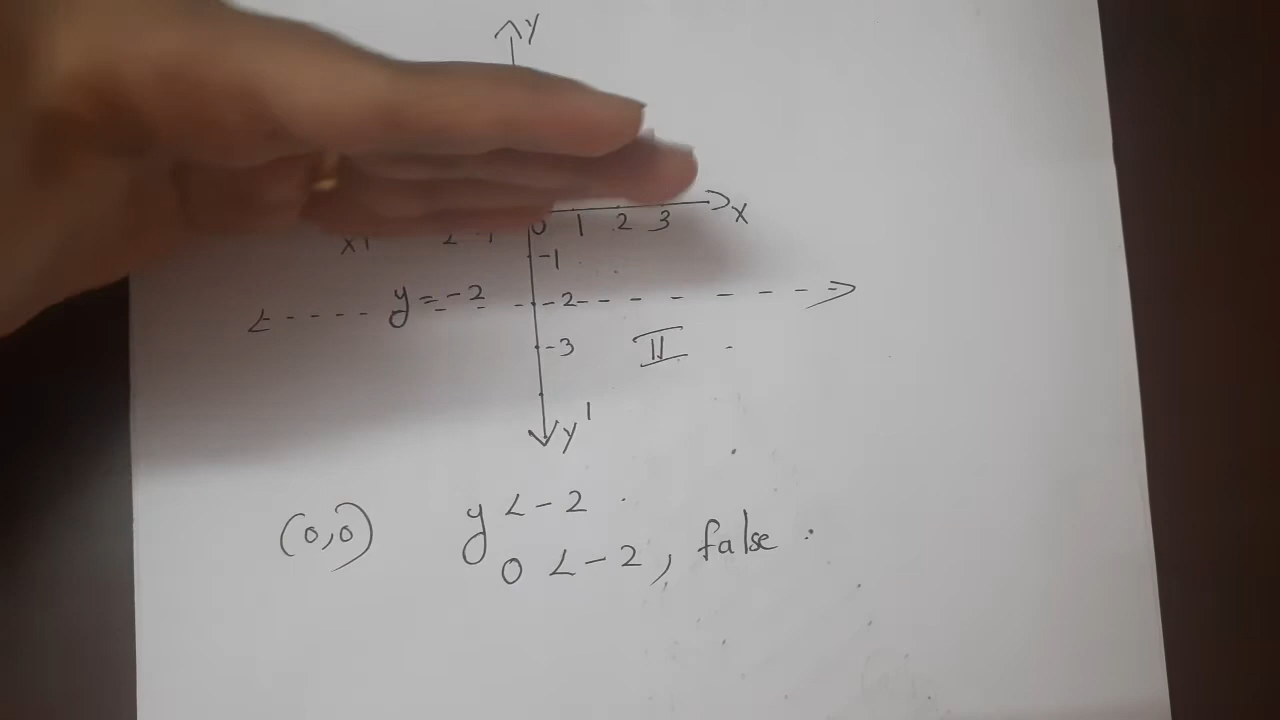 y
0 1 2 3 x
-1
y = -2 -2
-3 II
y'
(0,0) y < -2
0 < -2, false.